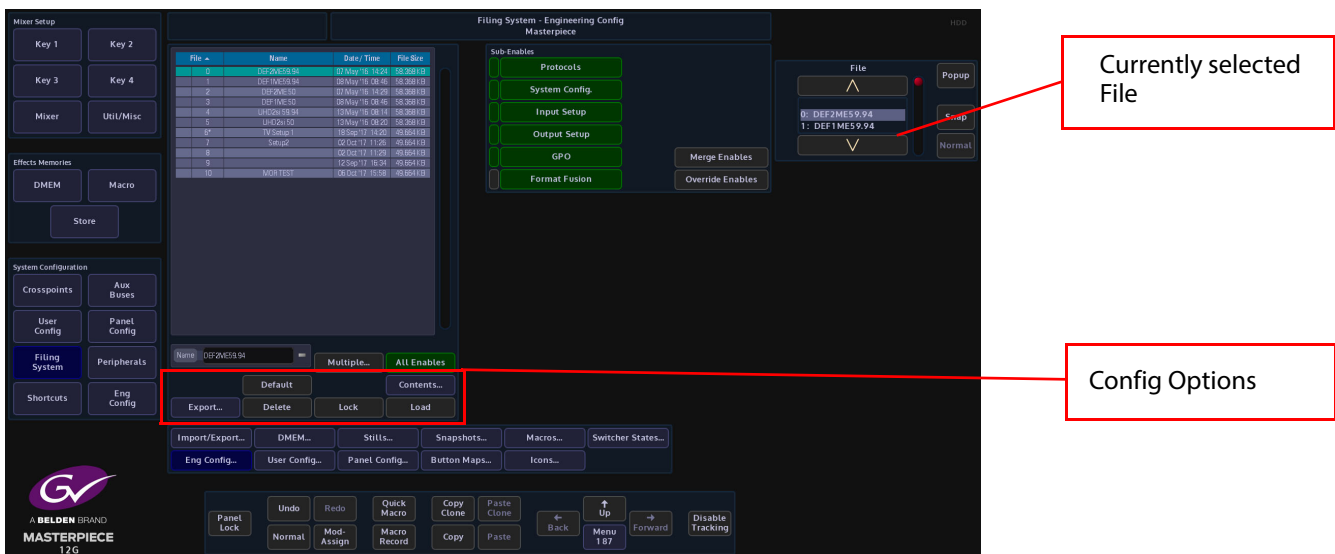 Mixer Setup
Key 1
Key 2
Key 3
Key 4
Mixer
Util/Misc
Effects Memories
DMEM
Macro
Store
System Configuration
Crosspoints
Aux
Buses
User
Config
Panel
Config
Filing
System
Peripherals
Shortcuts
Eng
Config
GV
A BELDEN BRAND
MASTERPIECE
12G
Filing System - Engineering Config
Masterpiece
HDD
File Name Date/Time File Size
0 DEF2ME59.94 07 May '16 14:24 58.368 KB
1 DEF1ME59.94 08 May '16 08:46 58.368 KB
2 DEF2ME50 07 May '16 14:29 58.368 KB
3 DEF1ME50 08 May '16 08:46 58.368 KB
4 UHD2si 59.94 13 May '16 08:14 58.368 KB
5 UHD2si 50 13 May '16 08:20 58.368 KB
6* TV Setup 1 18 Sep '17 14:20 49.664 KB
7 Setup2 02 Oct '17 11:26 49.664 KB
8 02 Oct '17 11:29 49.664 KB
9 12 Sep '17 16:34 49.664 KB
10 MOR TEST 06 Oct '17 15:58 49.664 KB
Name DEF2ME59.94
Multiple...
All Enables
Default
Contents...
Export...
Delete
Lock
Load
Sub-Enables
Protocols
System Config.
Input Setup
Output Setup
GPO
Format Fusion
Merge Enables
Override Enables
File
0: DEF2ME59.94
1: DEF1ME59.94
Popup
Snap
Normal
Import/Export...
DMEM...
Stills...
Snapshots...
Macros...
Switcher States...
Eng Config...
User Config...
Panel Config...
Button Maps...
Icons...
Panel
Lock
Undo
Redo
Quick
Macro
Copy
Clone
Paste
Clone
Normal
Mod-
Assign
Macro
Record
Copy
Paste
Back
Up
Menu
187
Forward
Disable
Tracking
Currently selected
File
Config Options